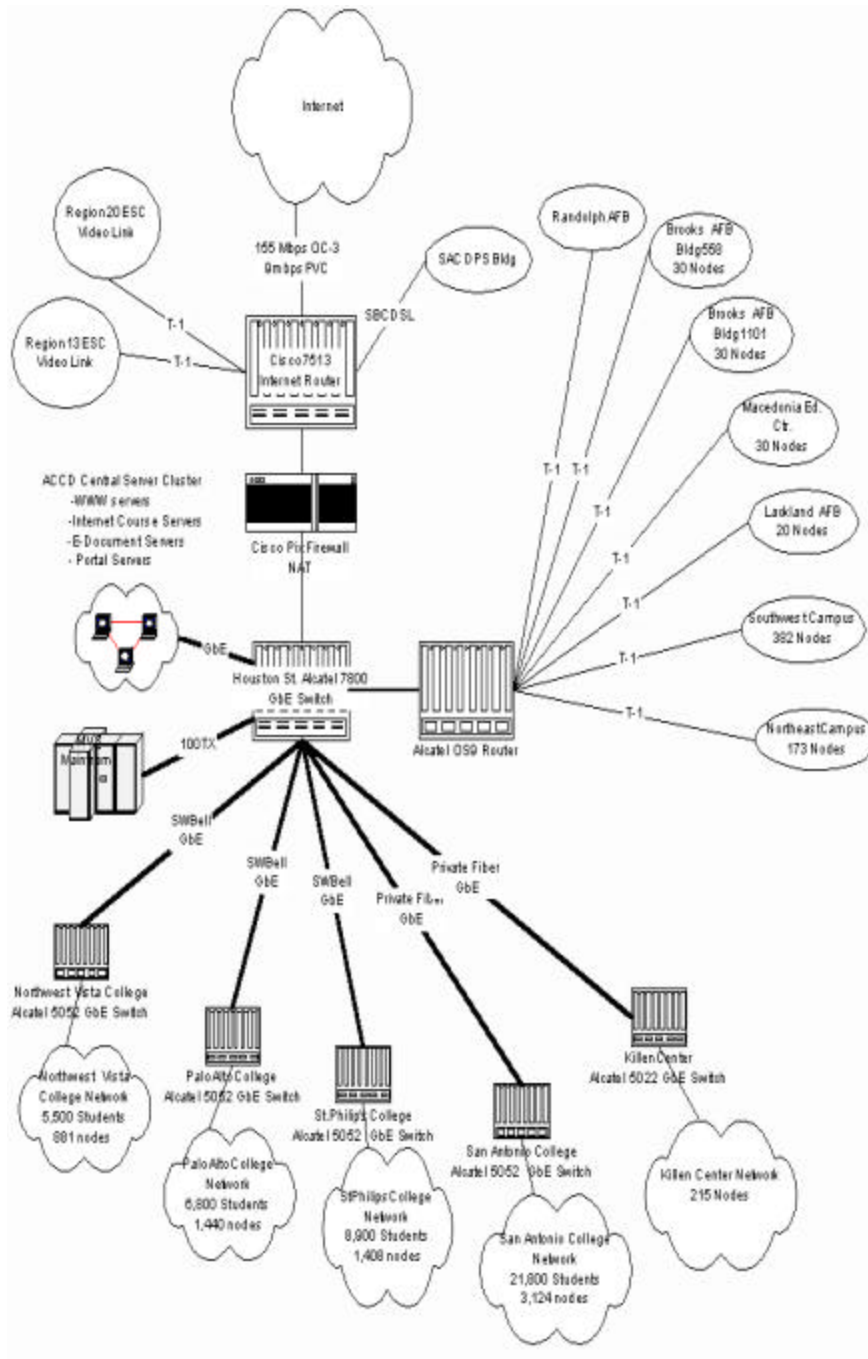 Internet
Region 20 ESC
Video Link
Region 13 ESC
Video Link
155 Mbps OC-3
9mbps PVC
SAC DPS Bldg
SBCDSL
T-1
T-1
Cisco 7513
Internet Router
Randolph AFB
Brooks AFB
Bldg558
30 Nodes
Brooks AFB
Bldg1101
30 Nodes
Macedonia Ed.
Ctr.
30 Nodes
Lackland AFB
20 Nodes
Southwest Campus
382 Nodes
Northeast Campus
173 Nodes
T-1
T-1
T-1
T-1
T-1
T-1
T-1
ACCD Central Server Cluster
-WWW servers
-Internet Course Servers
-E-Document Servers
- Portal Servers
Cisco Pix Firewall
NAT
GbE
Houston St. Alcatel 7800
GbE Switch
Alcatel OS9 Router
100TX
SWBell
GbE
SWBell
GbE
SWBell
GbE
Private Fiber
GbE
Private Fiber
GbE
Northwest Vista College
Alcatel 5052 GbE Switch
Palo Alto College
Alcatel 5052 GbE Switch
St.Philips College
Alcatel 5052 GbE Switch
San Antonio College
Alcatel 5052 GbE Switch
Killen Center
Alcatel 5022 GbE Switch
Northwest Vista
College Network
5,500 Students
881 nodes
Palo Alto College
Network
6,800 Students
1,440 nodes
St Philips College
Network
8,900 Students
1,408 nodes
San Antonio College
Network
21,800 Students
3,124 nodes
Killen Center Network
215 Nodes